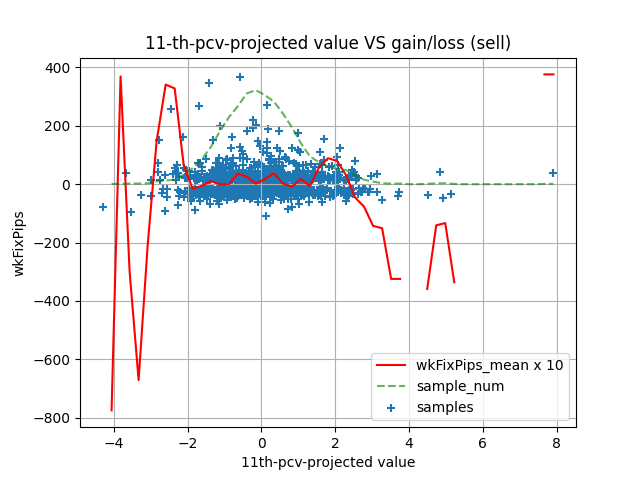 11-th-pcv-projected value VS gain/loss (sell)
wkFixPips
400
200
0
−200
−400
−600
−800
−4
−2
0
2
4
6
8
11th-pcv-projected value
wkFixPips_mean x 10
sample_num
samples